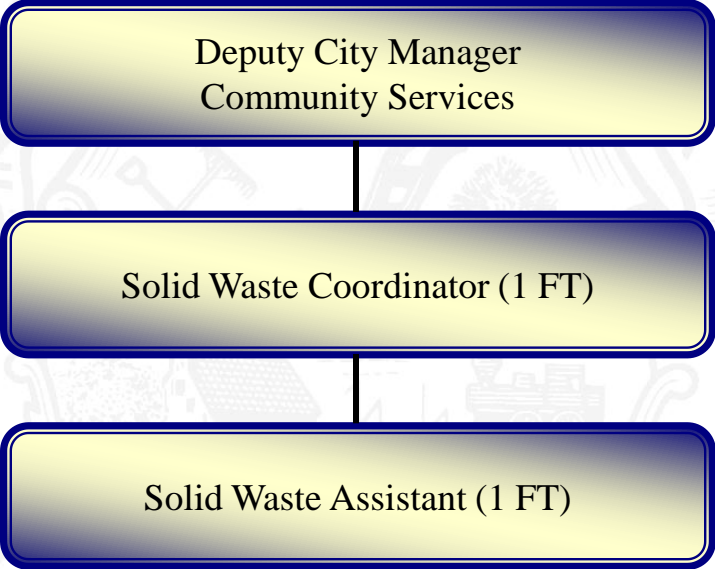 Deputy City Manager
Community Services
Solid Waste Coordinator (1 FT)
Solid Waste Assistant (1 FT)